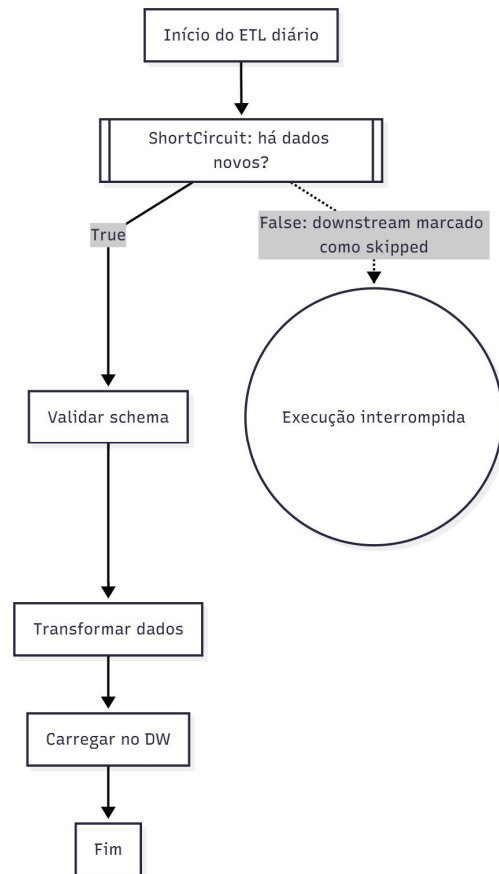 Início do ETL diário
ShortCircuit: há dados
novos?
True
False: downstream marcado
como skipped
Validar schema
Execução interrompida
Transformar dados
Carregar no DW
Fim